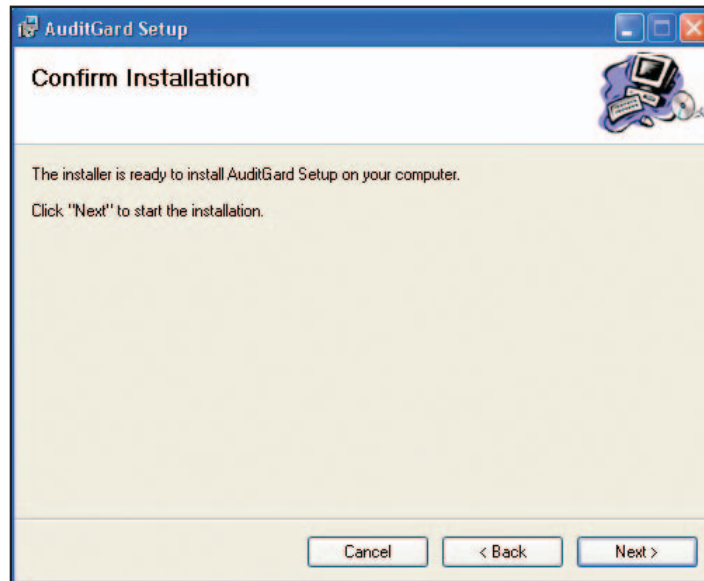 AuditGard Setup
Confirm Installation
The installer is ready to install AuditGard Setup on your computer.
Click "Next" to start the installation.
Cancel
< Back
Next >